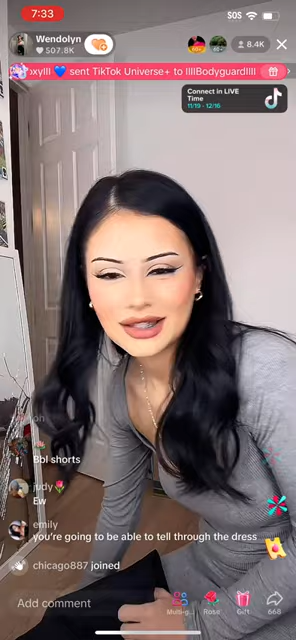 7:33
SOS
Wendolyn
507.8K
8.4K
sent TikTok Universe+ to IIIIBodyguardIIII
Connect in LIVE
Time
11/19 - 12/16
Bbl shorts
judy🌹
Ew
emily
you're going to be able to tell through the dress
chicago887 joined
Add comment
Multi-g...
Rose
Gift
668